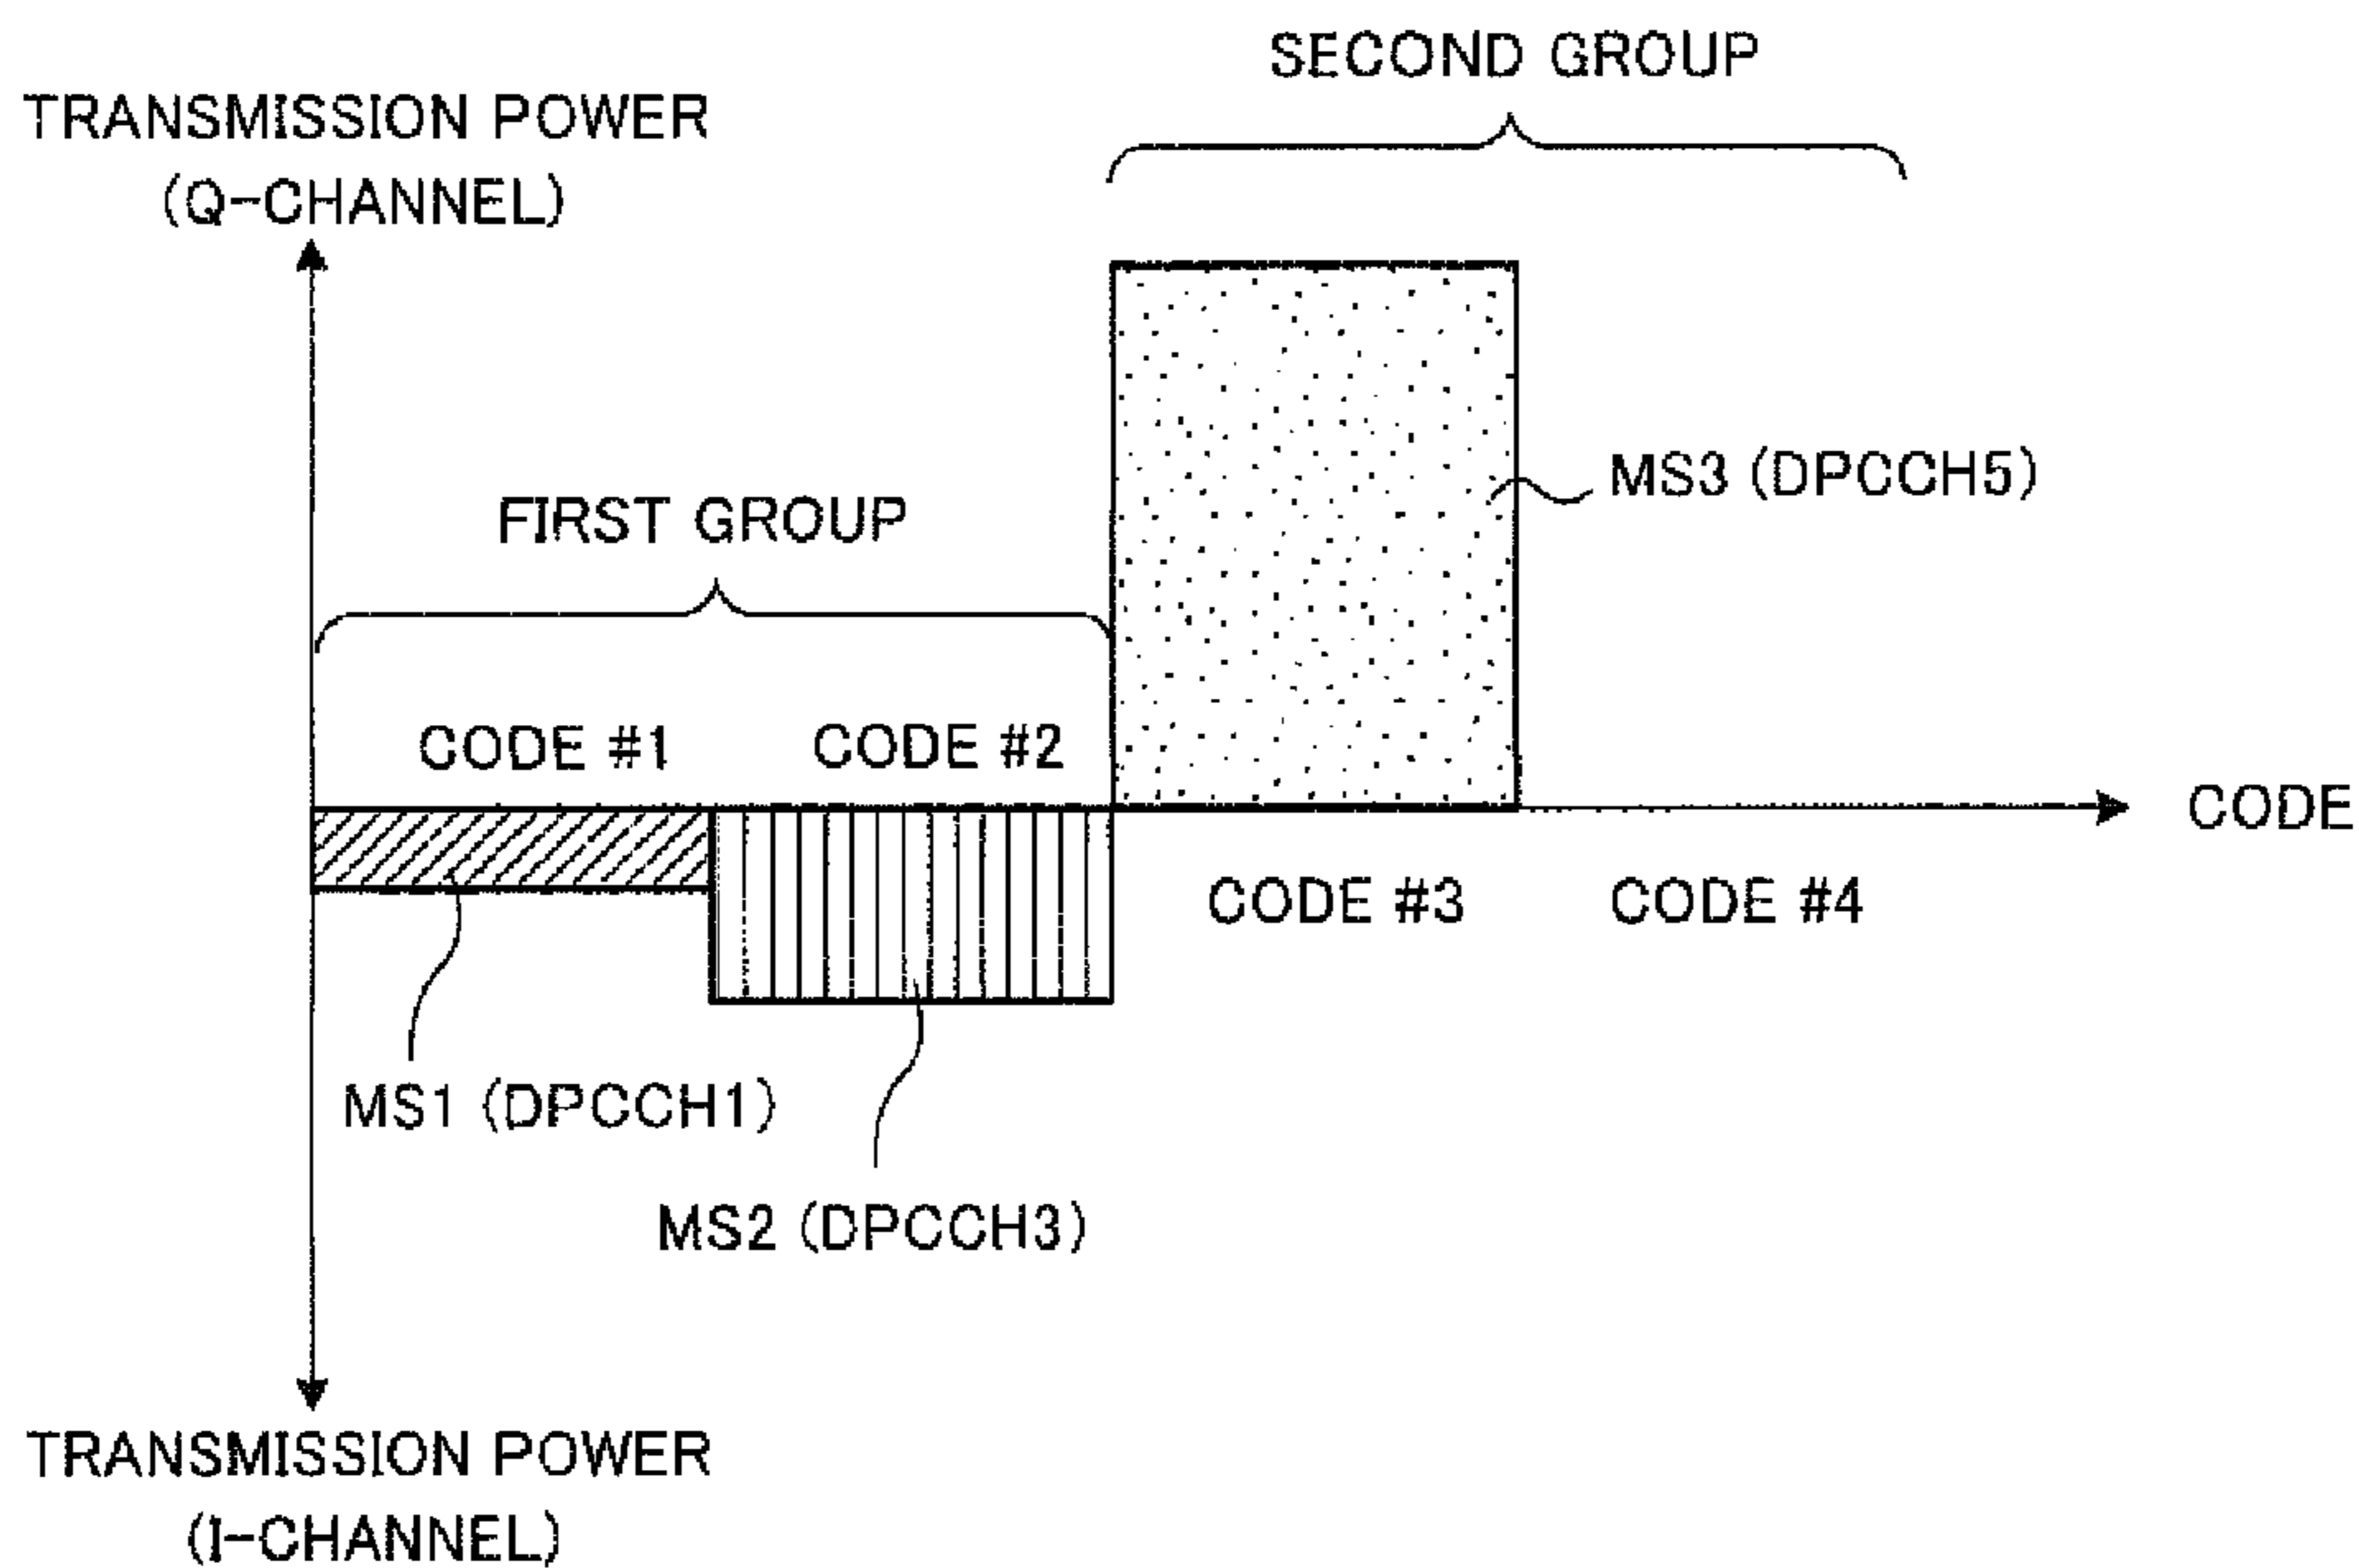 SECOND GROUP
TRANSMISSION POWER
(Q-CHANNEL)
MS3 (DPCCH5)
FIRST GROUP
CODE #1
CODE #2
CODE
CODE #3
CODE #4
MS1 (DPCCH1)
MS2 (DPCCH3)
TRANSMISSION POWER
(I-CHANNEL)